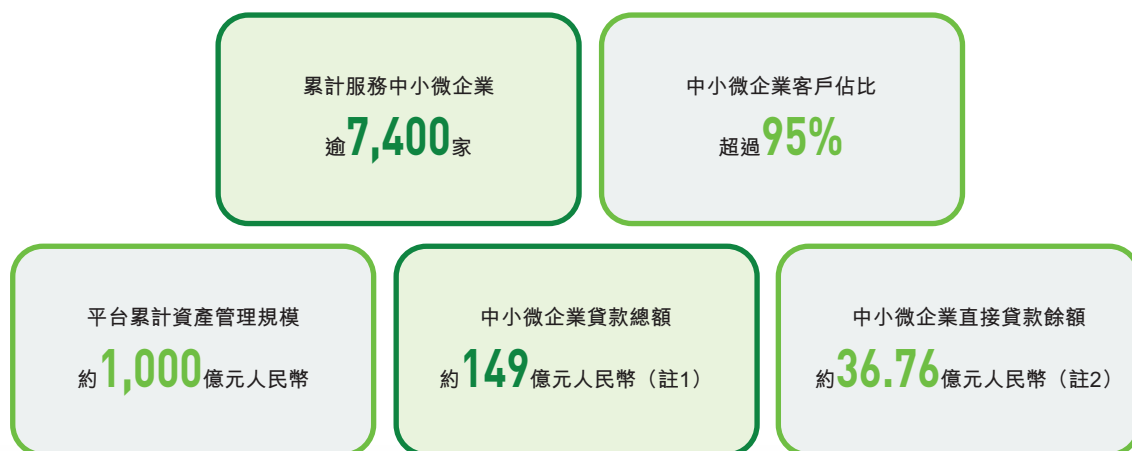 累計服務中小微企業
逾7,400家
中小微企業客戶佔比
超過95%
平台累計資產管理規模
約1,000億元人民幣
中小微企業貸款總額
約149億元人民幣（註1）
中小微企業直接貸款餘額
約36.76億元人民幣（註2）